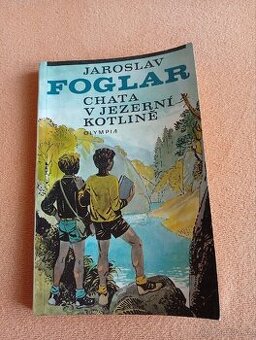 JAROSLAV
FOGLAR
CHATA
V JEZERNÍ
KOTLINĚ
OLYMPIA